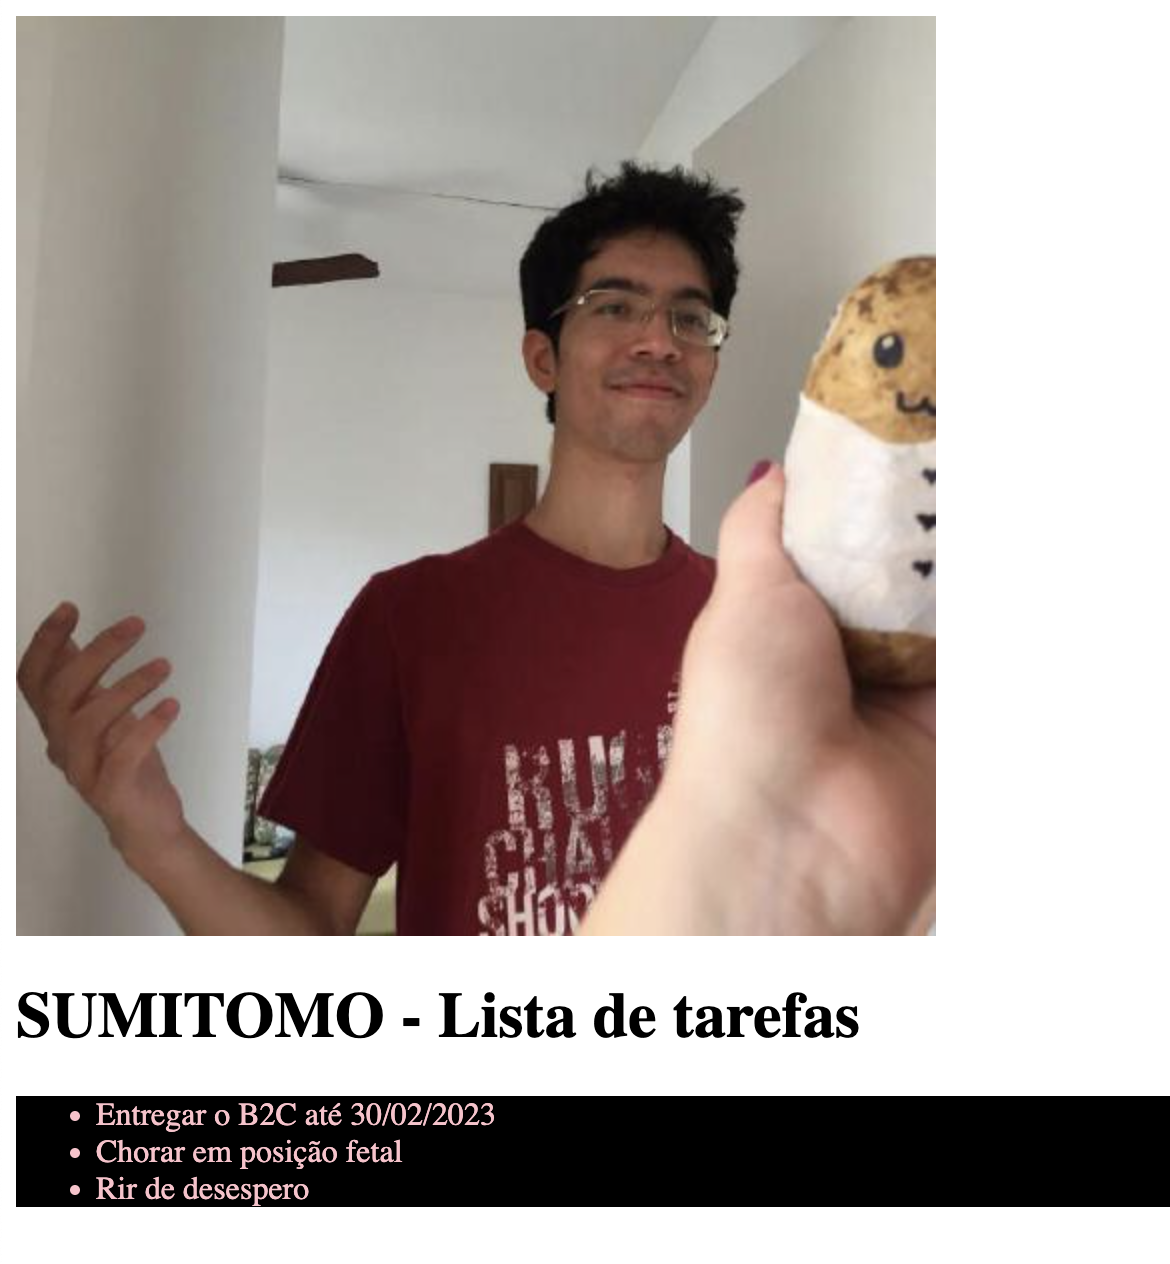 SUMITOMO - Lista de tarefas
Entregar o B2C até 30/02/2023
Chorar em posição fetal
Rir de desespero